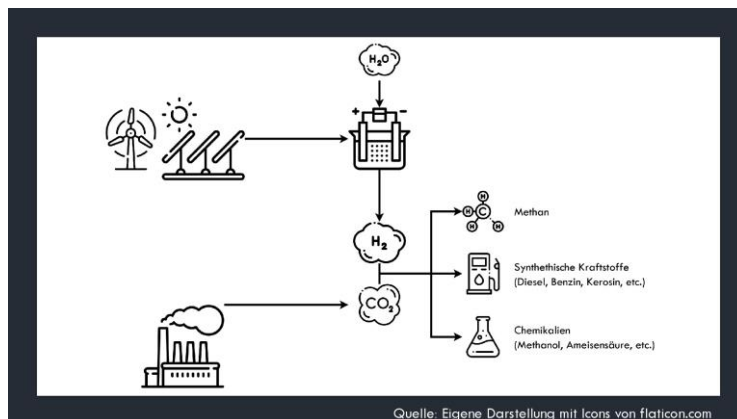 H₂O
+ −
H₂
CO₂
H
H C
H H
Methan
Synthethische Kraftstoffe
(Diesel, Benzin, Kerosin, etc.)
Chemikalien
(Methanol, Ameisensäure, etc.)
Quelle: Eigene Darstellung mit Icons von flaticon.com